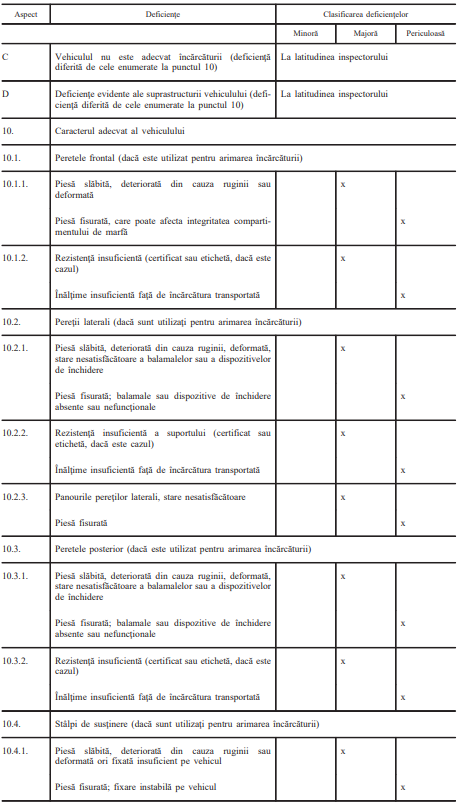 Aspect Deficiențe Clasificarea deficiențelor
Minoră Majoră Periculoasă
C Vehiculul nu este adecvat încărcăturii (deficiență La latitudinea inspectorului
diferită de cele enumerate la punctul 10)
D Deficiențe evidente ale suprastructurii vehiculului (defi- La latitudinea inspectorului
ciență diferită de cele enumerate la punctul 10)
10. Caracterul adecvat al vehiculului
10.1. Peretele frontal (dacă este utilizat pentru arimarea încărcăturii)
10.1.1. Piesă slăbită, deteriorată din cauza ruginii sau x
deformată
Piesă fisurată, care poate afecta integritatea comparti- x
mentului de marfă
10.1.2. Rezistență insuficientă (certificat sau etichetă, dacă este x
cazul)
Înălțime insuficientă față de încărcătura transportată x
10.2. Pereții laterali (dacă sunt utilizați pentru arimarea încărcăturii)
10.2.1. Piesă slăbită, deteriorată din cauza ruginii, deformată, x
stare nesatisfăcătoare a balamalelor sau a dispozitivelor
de închidere
Piesă fisurată; balamale sau dispozitive de închidere x
absente sau nefuncționale
10.2.2. Rezistență insuficientă a suportului (certificat sau x
etichetă, dacă este cazul)
Înălțime insuficientă față de încărcătura transportată x
10.2.3. Panourile pereților laterali, stare nesatisfăcătoare x
Piesă fisurată x
10.3. Peretele posterior (dacă este utilizat pentru arimarea încărcăturii)
10.3.1. Piesă slăbită, deteriorată din cauza ruginii, deformată, x
stare nesatisfăcătoare a balamalelor sau a dispozitivelor
de închidere
Piesă fisurată; balamale sau dispozitive de închidere x
absente sau nefuncționale
10.3.2. Rezistență insuficientă (certificat sau etichetă, dacă este x
cazul)
Înălțime insuficientă față de încărcătura transportată x
10.4. Stâlpi de susținere (dacă sunt utilizați pentru arimarea încărcăturii)
10.4.1. Piesă slăbită, deteriorată din cauza ruginii sau x
deformată ori fixată insuficient pe vehicul
Piesă fisurată; fixare instabilă pe vehicul x